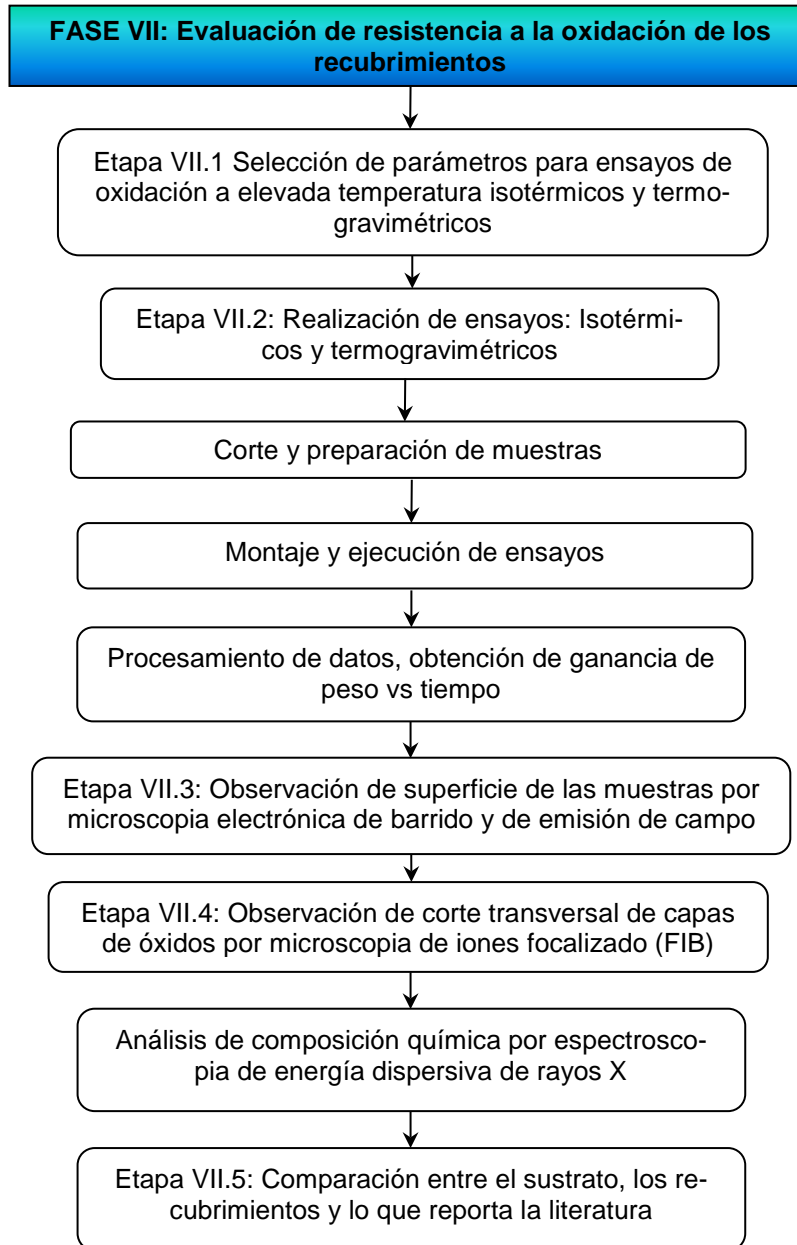 FASE VII: Evaluación de resistencia a la oxidación de los
recubrimientos
Etapa VII.1 Selección de parámetros para ensayos de
oxidación a elevada temperatura isotérmicos y termo-
gravimétricos
Etapa VII.2: Realización de ensayos: Isotérmi-
cos y termogravimétricos
Corte y preparación de muestras
Montaje y ejecución de ensayos
Procesamiento de datos, obtención de ganancia de
peso vs tiempo
Etapa VII.3: Observación de superficie de las muestras por
microscopia electrónica de barrido y de emisión de campo
Etapa VII.4: Observación de corte transversal de capas
de óxidos por microscopia de iones focalizado (FIB)
Análisis de composición química por espectrosco-
pia de energía dispersiva de rayos X
Etapa VII.5: Comparación entre el sustrato, los re-
cubrimientos y lo que reporta la literatura